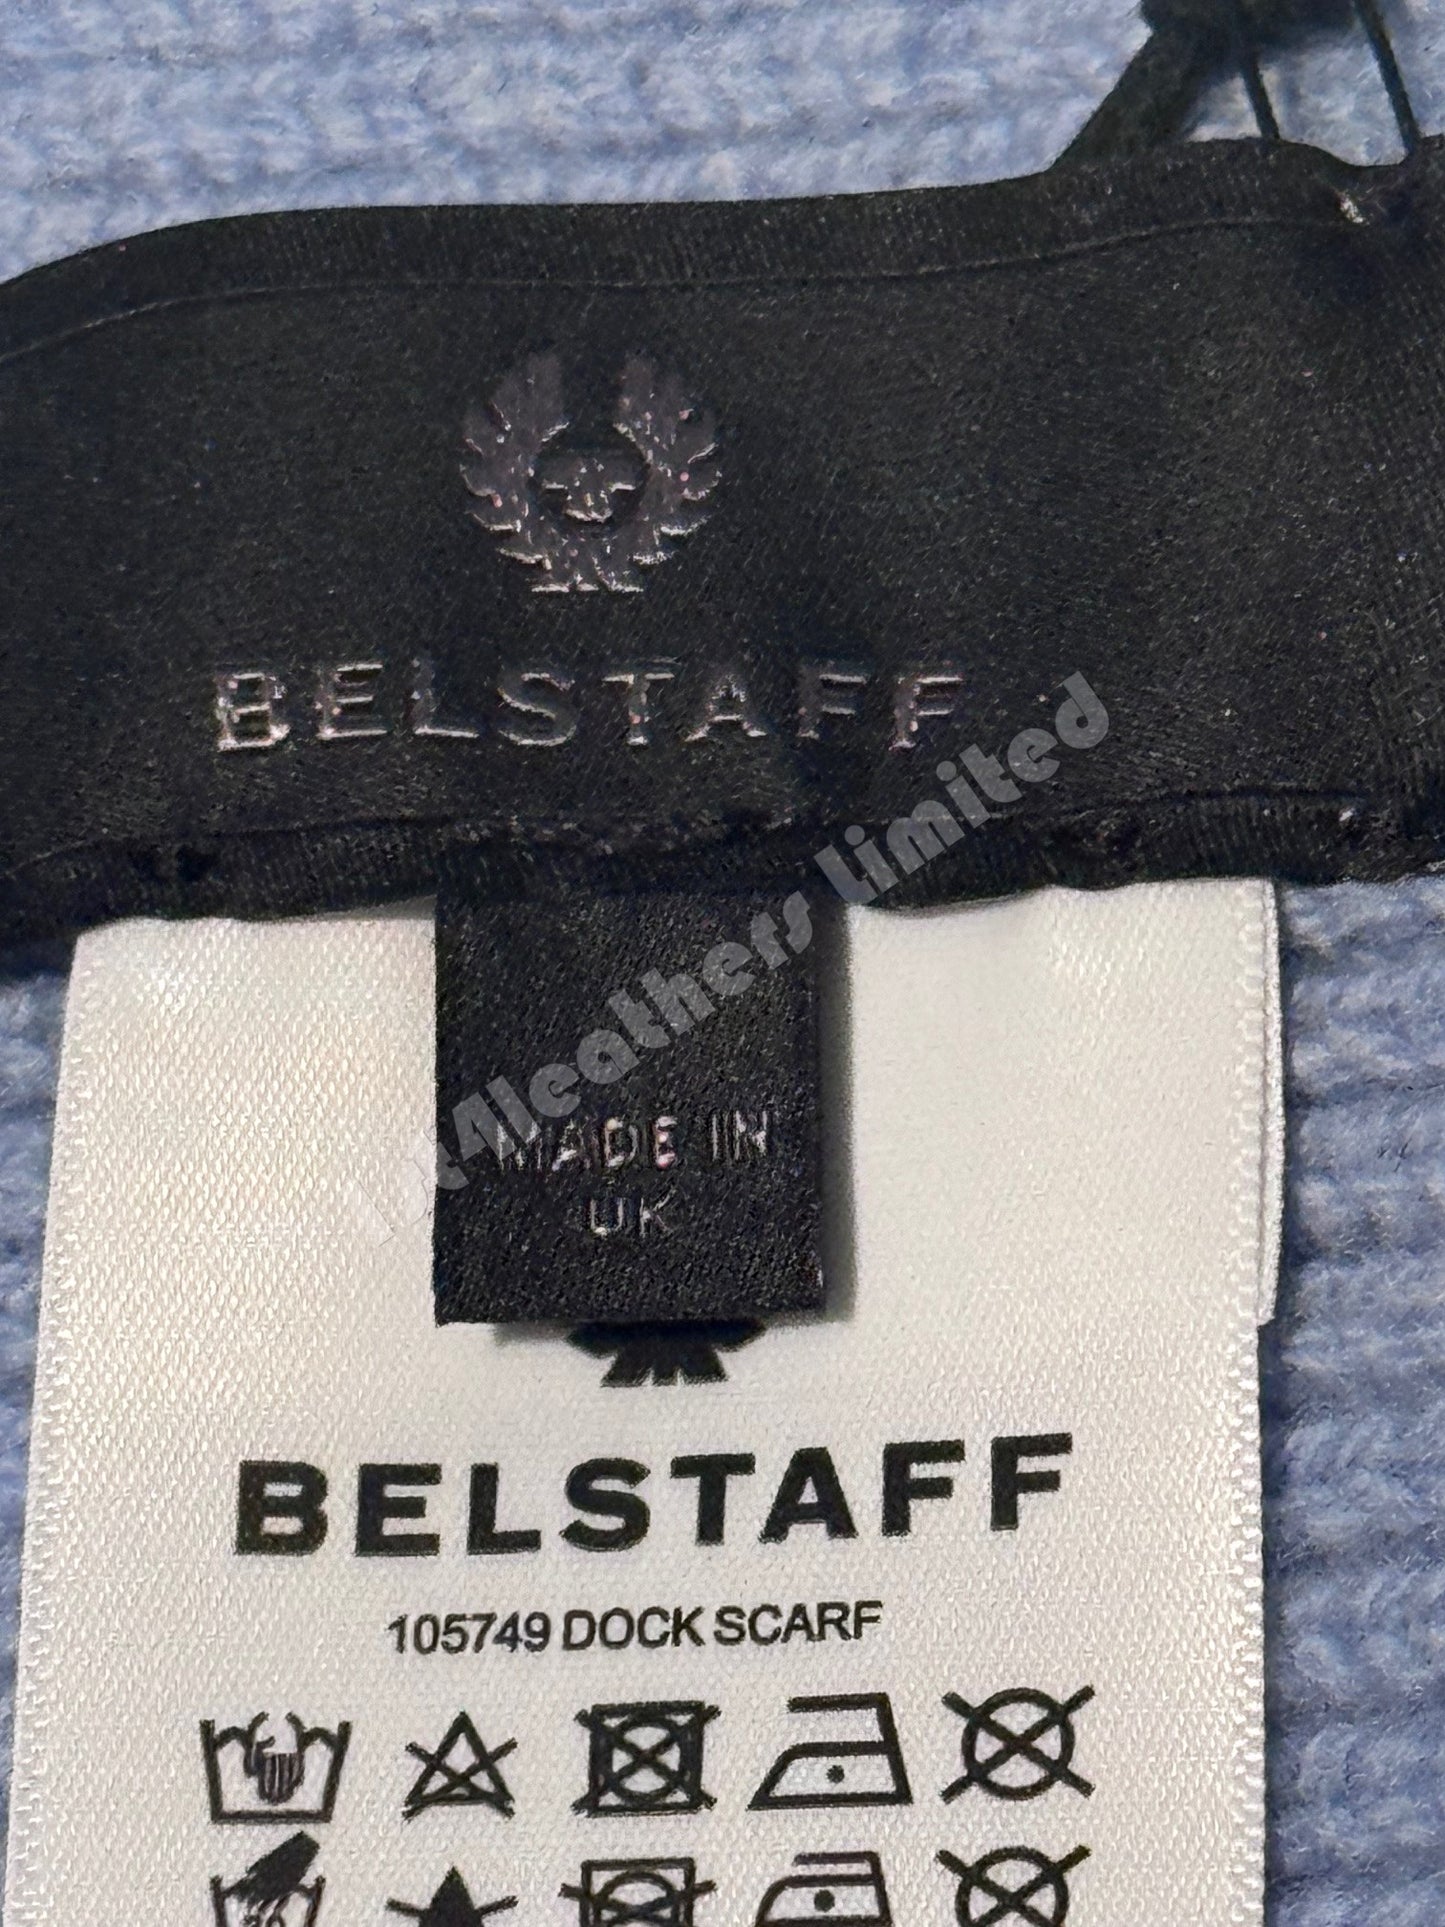 BELSTAFF
MADE IN
UK
BELSTAFF
105749 DOCK SCARF